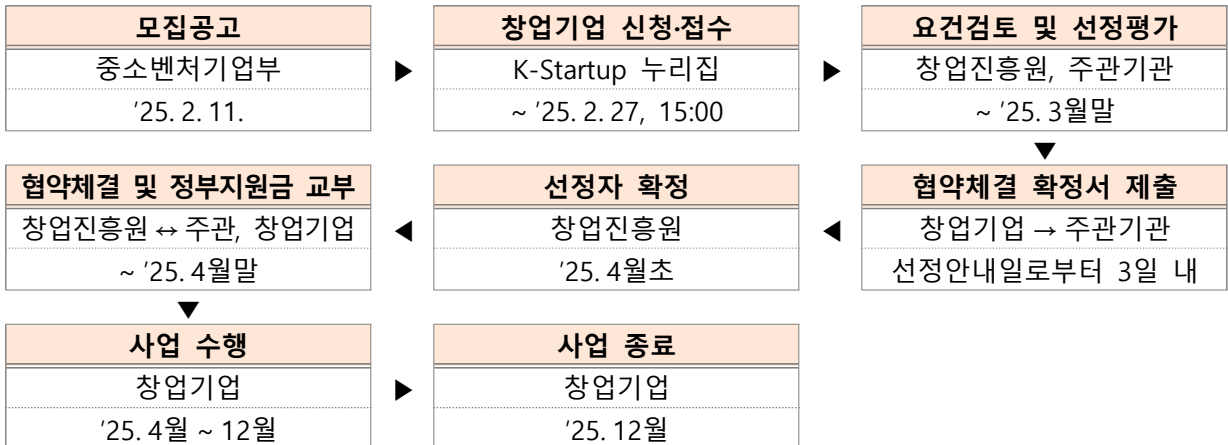 모집공고
중소벤처기업부
'25. 2. 11.
▶
창업기업 신청·접수
K-Startup 누리집
~ '25. 2. 27, 15:00
▶
요건검토 및 선정평가
창업진흥원, 주관기관
~ '25. 3월말
▼
협약체결 확정서 제출
창업기업 → 주관기관
선정안내일로부터 3일 내
◀
선정자 확정
창업진흥원
'25. 4월초
◀
협약체결 및 정부지원금 교부
창업진흥원 ↔ 주관, 창업기업
~ '25. 4월말
▼
사업 수행
창업기업
'25. 4월 ~ 12월
▶
사업 종료
창업기업
'25. 12월